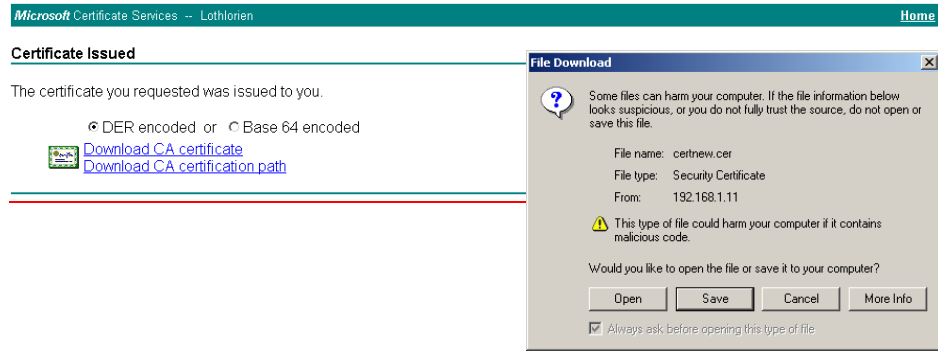 Microsoft Certificate Services -- Lothlorien Home
Certificate Issued
The certificate you requested was issued to you.
DER encoded or Base 64 encoded
Download CA certificate
Download CA certification path
File Download
Some files can harm your computer. If the file information below
looks suspicious, or you do not fully trust the source, do not open or
save this file.
File name: certnew.cer
File type: Security Certificate
From: 192.168.1.11
This type of file could harm your computer if it contains
malicious code.
Would you like to open the file or save it to your computer?
Open Save Cancel More Info
Always ask before opening this type of file